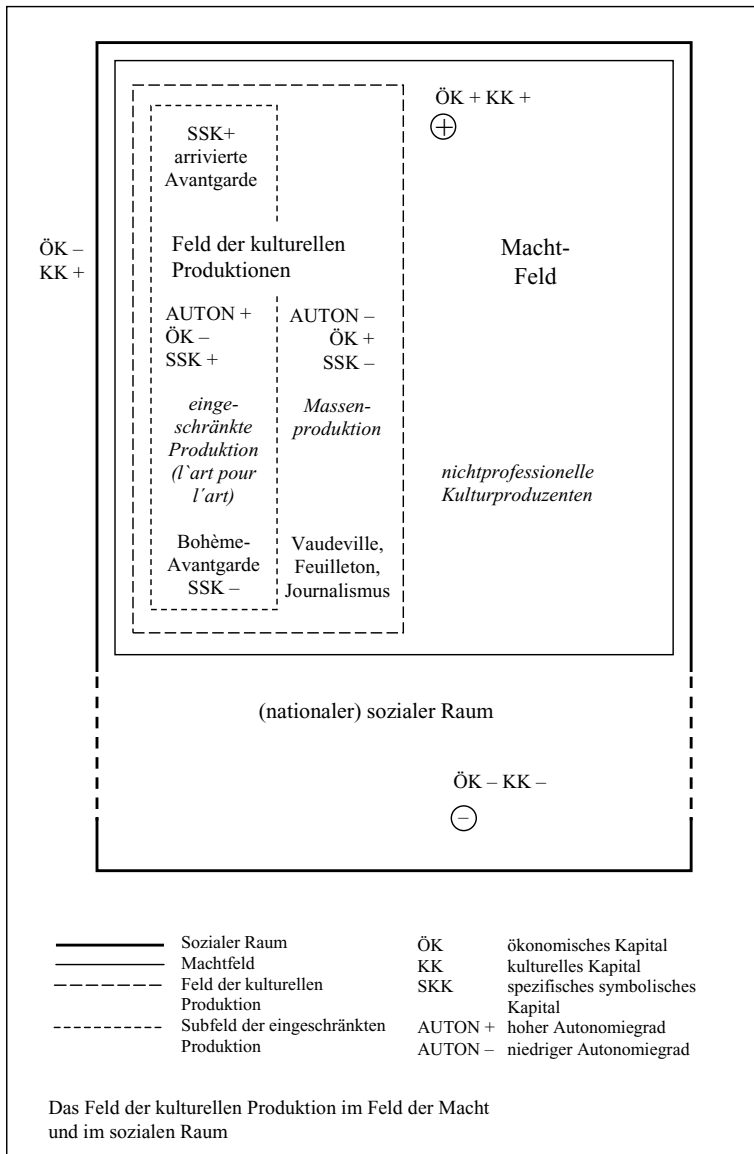 ÖK + KK +
+
SSK+
arrivierte
Avantgarde
ÖK –
KK +
Feld der kulturellen
Produktionen
Macht-
Feld
AUTON +
ÖK –
SSK +
AUTON –
ÖK +
SSK –
einge-
schränkte
Produktion
(l`art pour
l´art)
Massen-
produktion
nichtprofessionelle
Kulturproduzenten
Bohème-
Avantgarde
SSK –
Vaudeville,
Feuilleton,
Journalismus
(nationaler) sozialer Raum
ÖK – KK –
–
Sozialer Raum
Machtfeld
Feld der kulturellen
Produktion
Subfeld der eingeschränkten
Produktion
ÖK ökonomisches Kapital
KK kulturelles Kapital
SKK spezifisches symbolisches
Kapital
AUTON + hoher Autonomiegrad
AUTON – niedriger Autonomiegrad
Das Feld der kulturellen Produktion im Feld der Macht
und im sozialen Raum